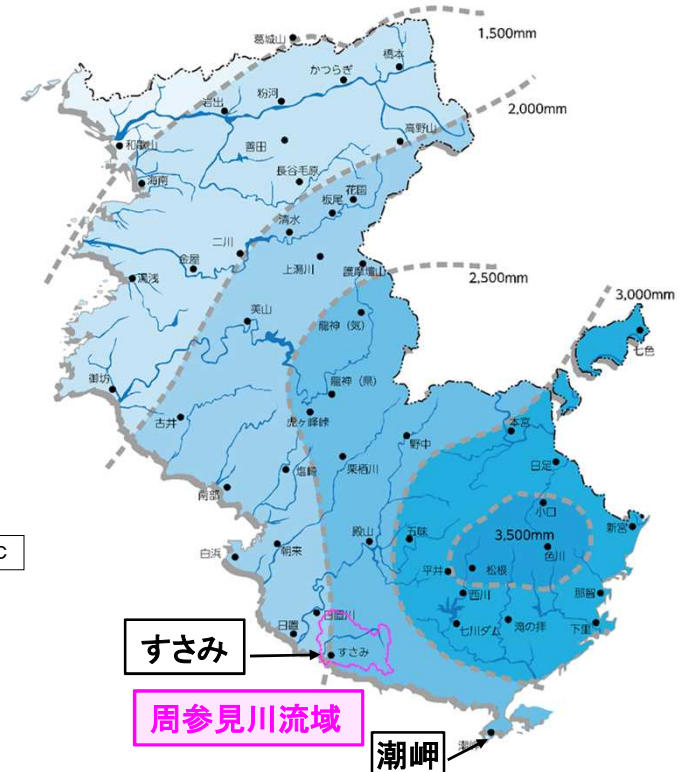 1,500mm
葛城山
橋本
かつらぎ
2,000mm
粉河
岩出
高野山
善田
和歌山
長谷毛原
海南
花園
板尾
清水
二川
金屋
上湯川
護摩壇山
2,500mm
湯浅
3,000mm
美山
龍神（気）
七色
御坊
龍神（県）
古井
虎ヶ峰峠
本宮
野中
栗栖川
日足
塩崎
南部
小口
新宮
3,500mm
殿山
五味
色川
C
白浜
朝来
平井
松根
西川
那智
日置川
七川ダム
滝の拝
下里
日置
すさみ
すさみ
周参見川流域
潮岬